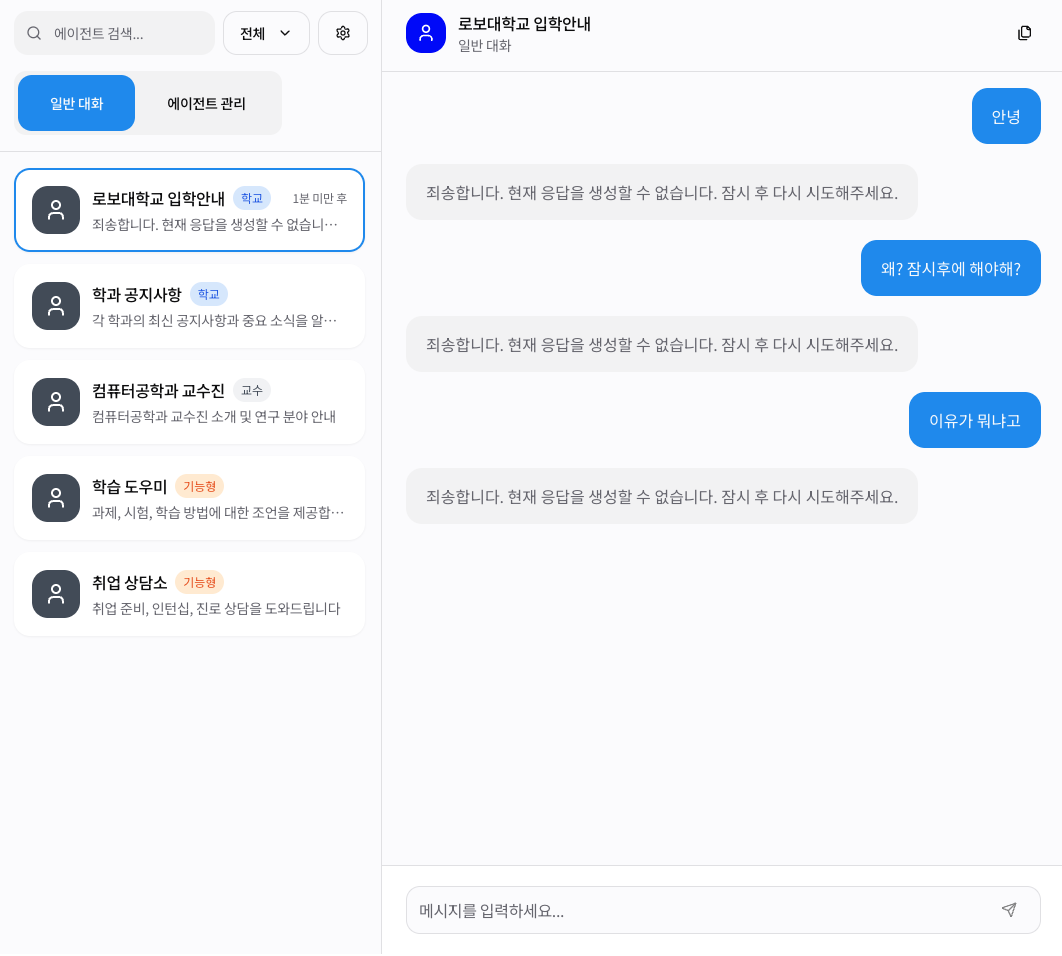 에이전트 검색...
전체
일반 대화
에이전트 관리
로보대학교 입학안내 학교 1분 미만 후
죄송합니다. 현재 응답을 생성할 수 없습니…
학과 공지사항 학교
각 학과의 최신 공지사항과 중요 소식을 알…
컴퓨터공학과 교수진 교수
컴퓨터공학과 교수진 소개 및 연구 분야 안내
학습 도우미 기능형
과제, 시험, 학습 방법에 대한 조언을 제공합…
취업 상담소 기능형
취업 준비, 인턴십, 진로 상담을 도와드립니다
로보대학교 입학안내
일반 대화
안녕
죄송합니다. 현재 응답을 생성할 수 없습니다. 잠시 후 다시 시도해주세요.
왜? 잠시후에 해야해?
죄송합니다. 현재 응답을 생성할 수 없습니다. 잠시 후 다시 시도해주세요.
이유가 뭐냐고
죄송합니다. 현재 응답을 생성할 수 없습니다. 잠시 후 다시 시도해주세요.
메시지를 입력하세요...